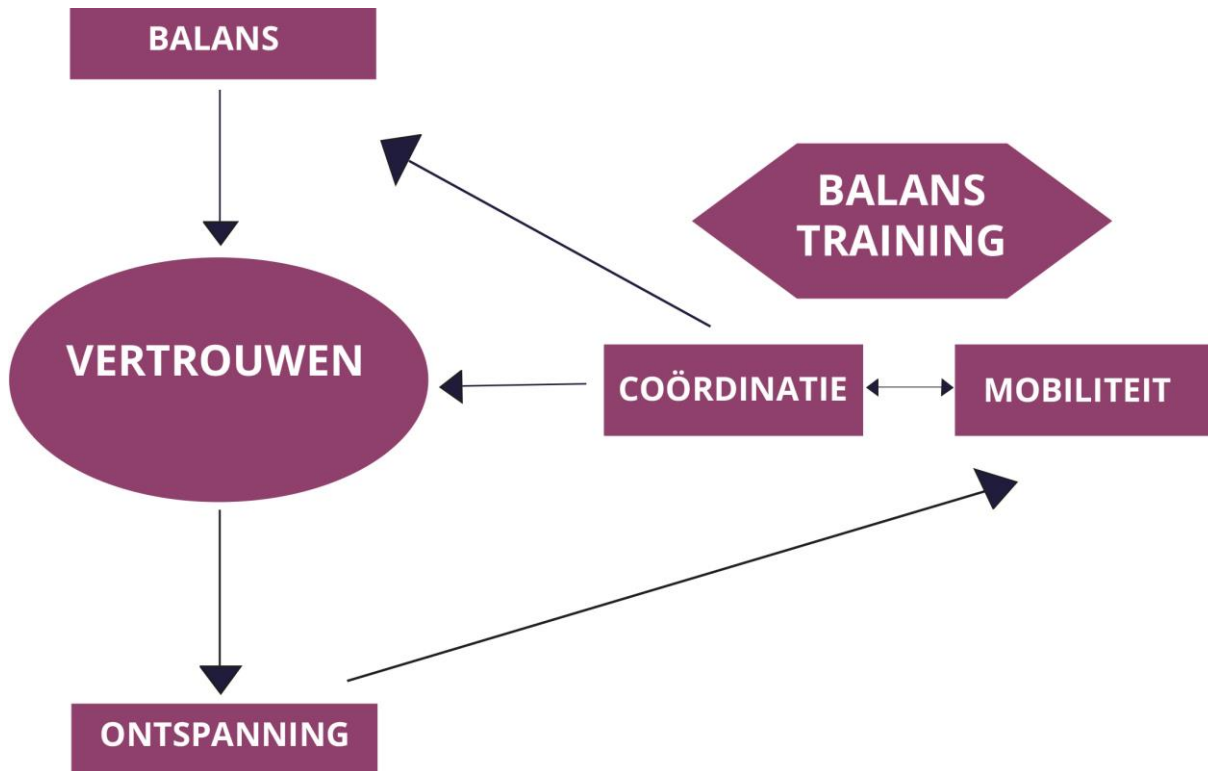 BALANS
BALANS
TRAINING
VERTROUWEN
COÖRDINATIE
MOBILITEIT
ONTSPANNING